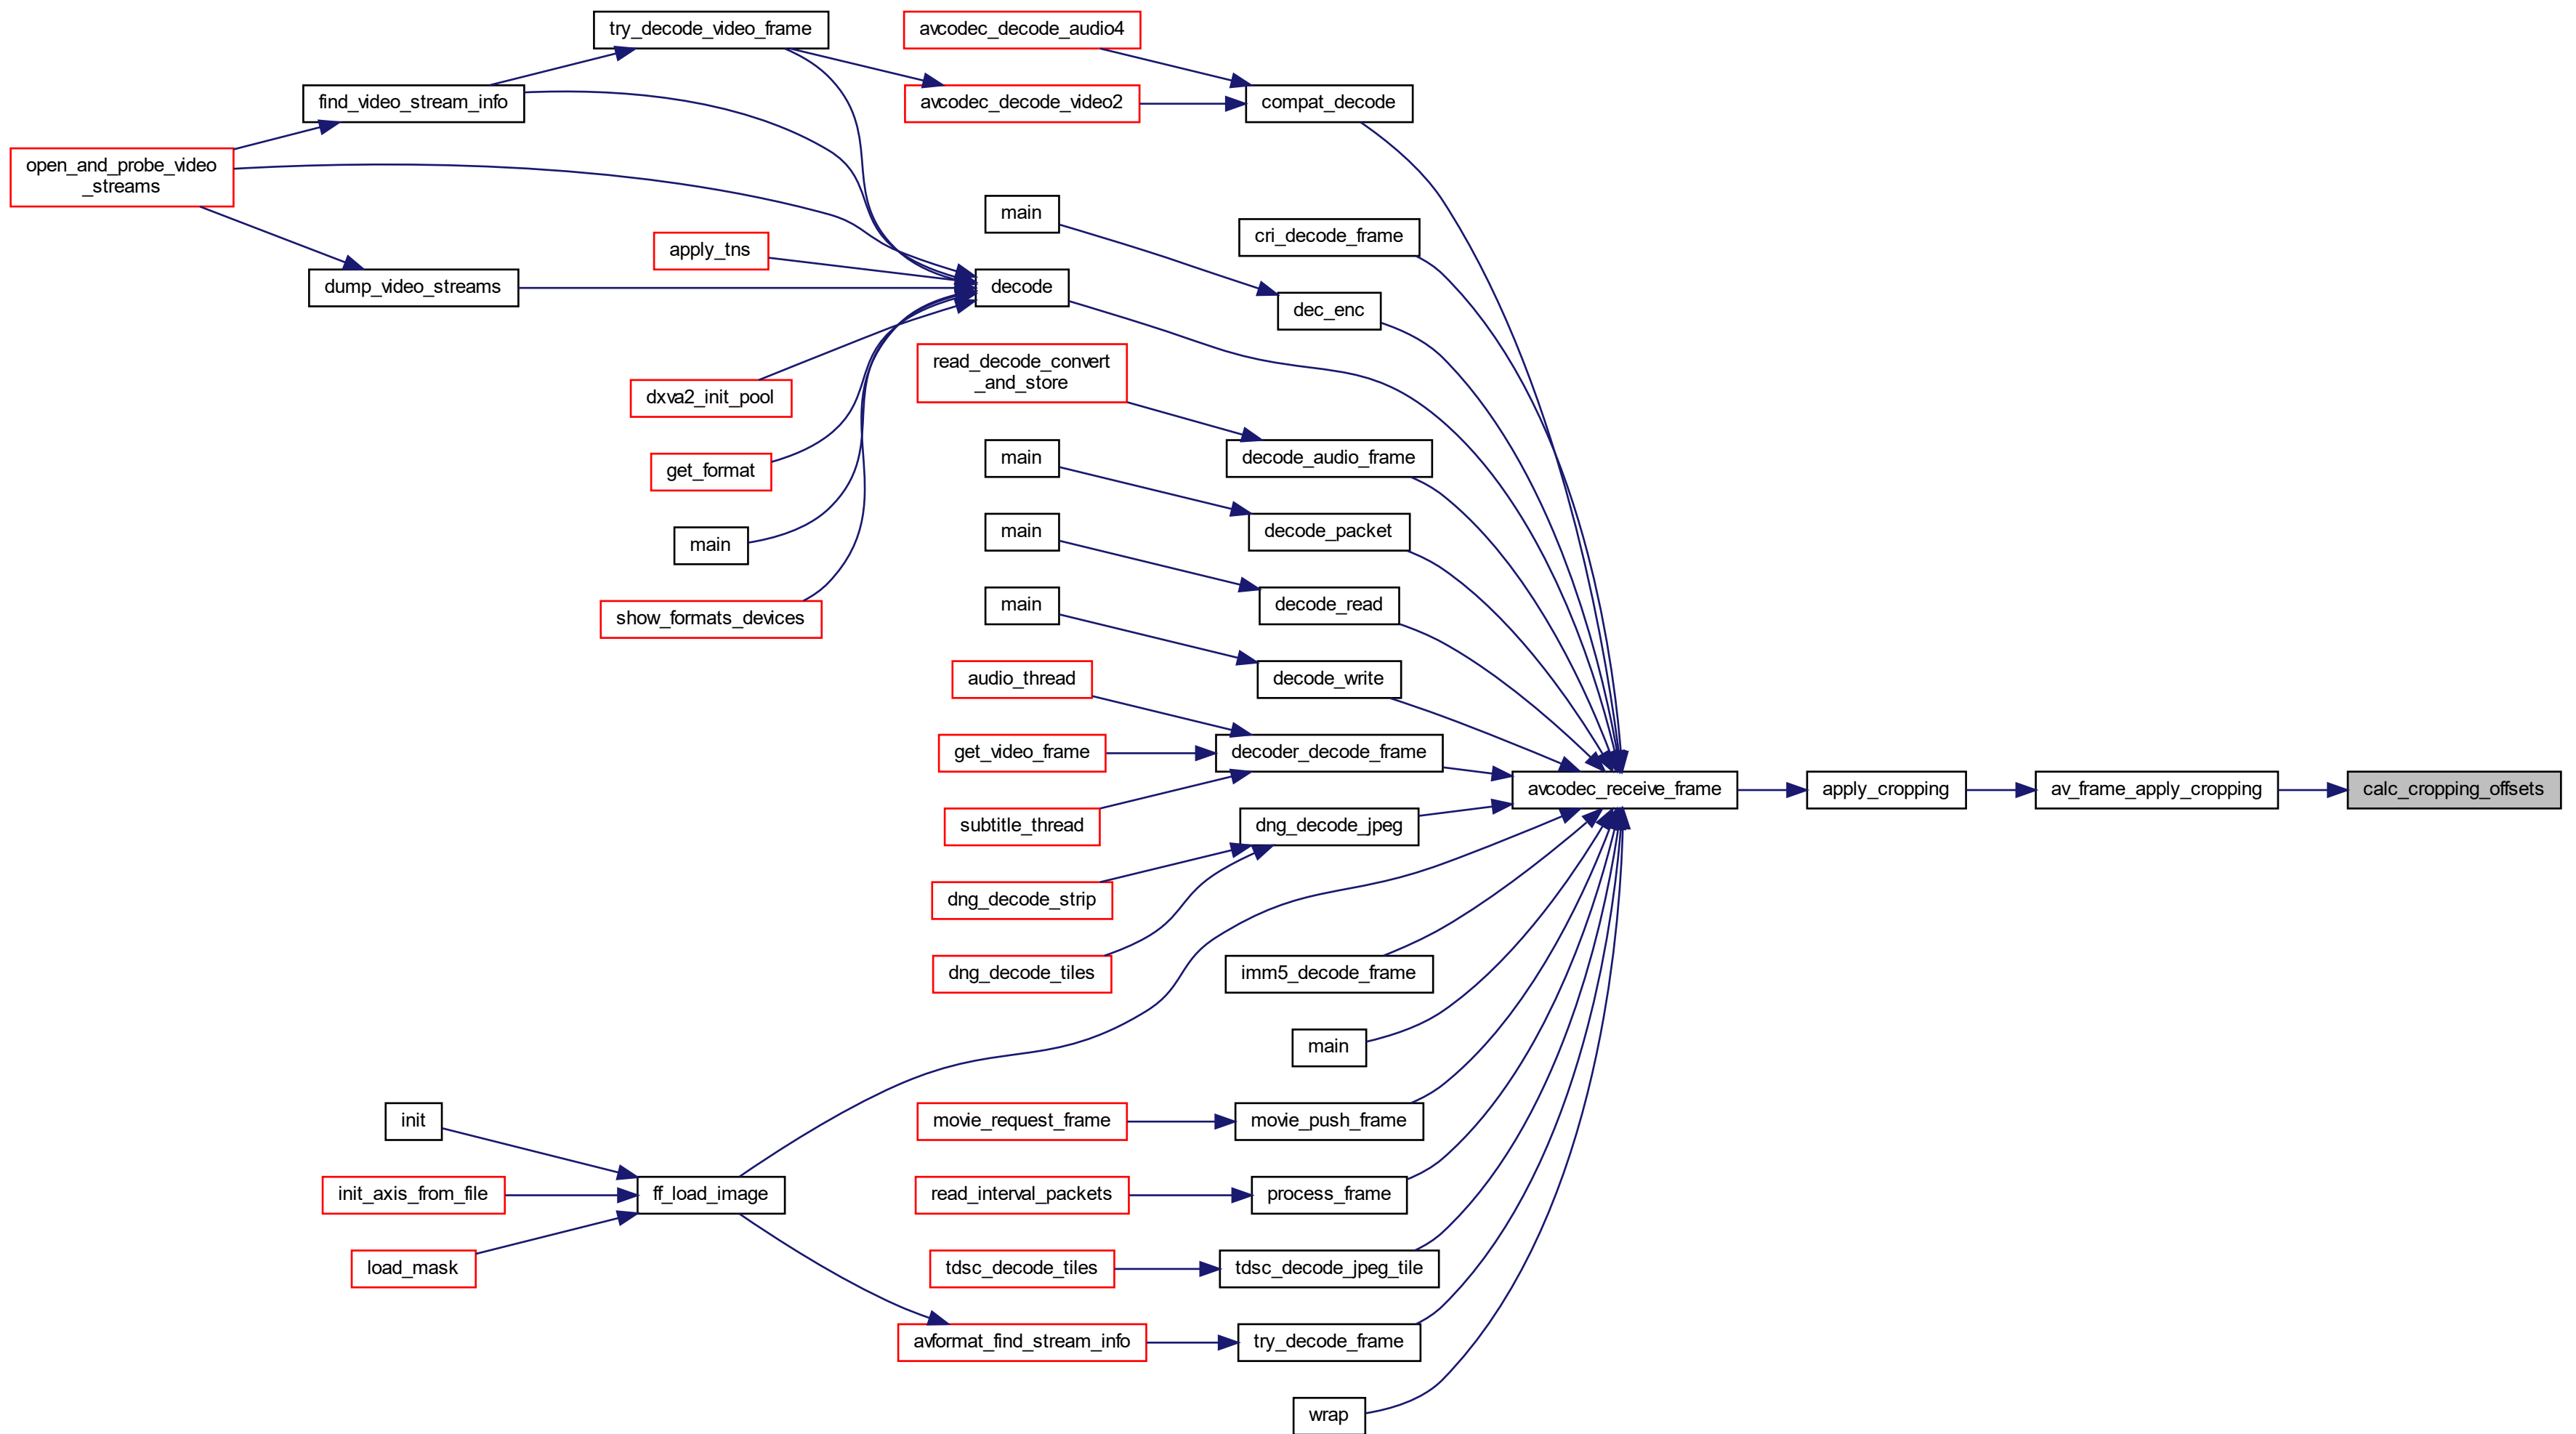 try_decode_video_frame
avcodec_decode_audio4
find_video_stream_info
avcodec_decode_video2
compat_decode
open_and_probe_video
_streams
main
cri_decode_frame
apply_tns
dump_video_streams
decode
dec_enc
read_decode_convert
_and_store
dxva2_init_pool
main
decode_audio_frame
get_format
main
decode_packet
main
main
decode_read
show_formats_devices
audio_thread
decode_write
get_video_frame
decoder_decode_frame
avcodec_receive_frame
apply_cropping
av_frame_apply_cropping
calc_cropping_offsets
subtitle_thread
dng_decode_jpeg
dng_decode_strip
dng_decode_tiles
imm5_decode_frame
main
init
movie_request_frame
movie_push_frame
init_axis_from_file
ff_load_image
read_interval_packets
process_frame
load_mask
tdsc_decode_tiles
tdsc_decode_jpeg_tile
avformat_find_stream_info
try_decode_frame
wrap